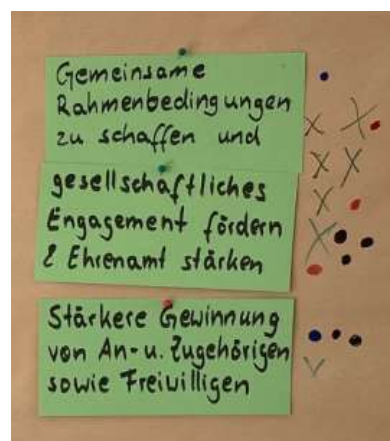 Gemeinsame
Rahmenbedingungen
zu schaffen und
gesellschaftliches
Engagement fördern
& Ehrenamt stärken
Stärkere Gewinnung
von An- u. Zugehörigen
sowie Freiwilligen